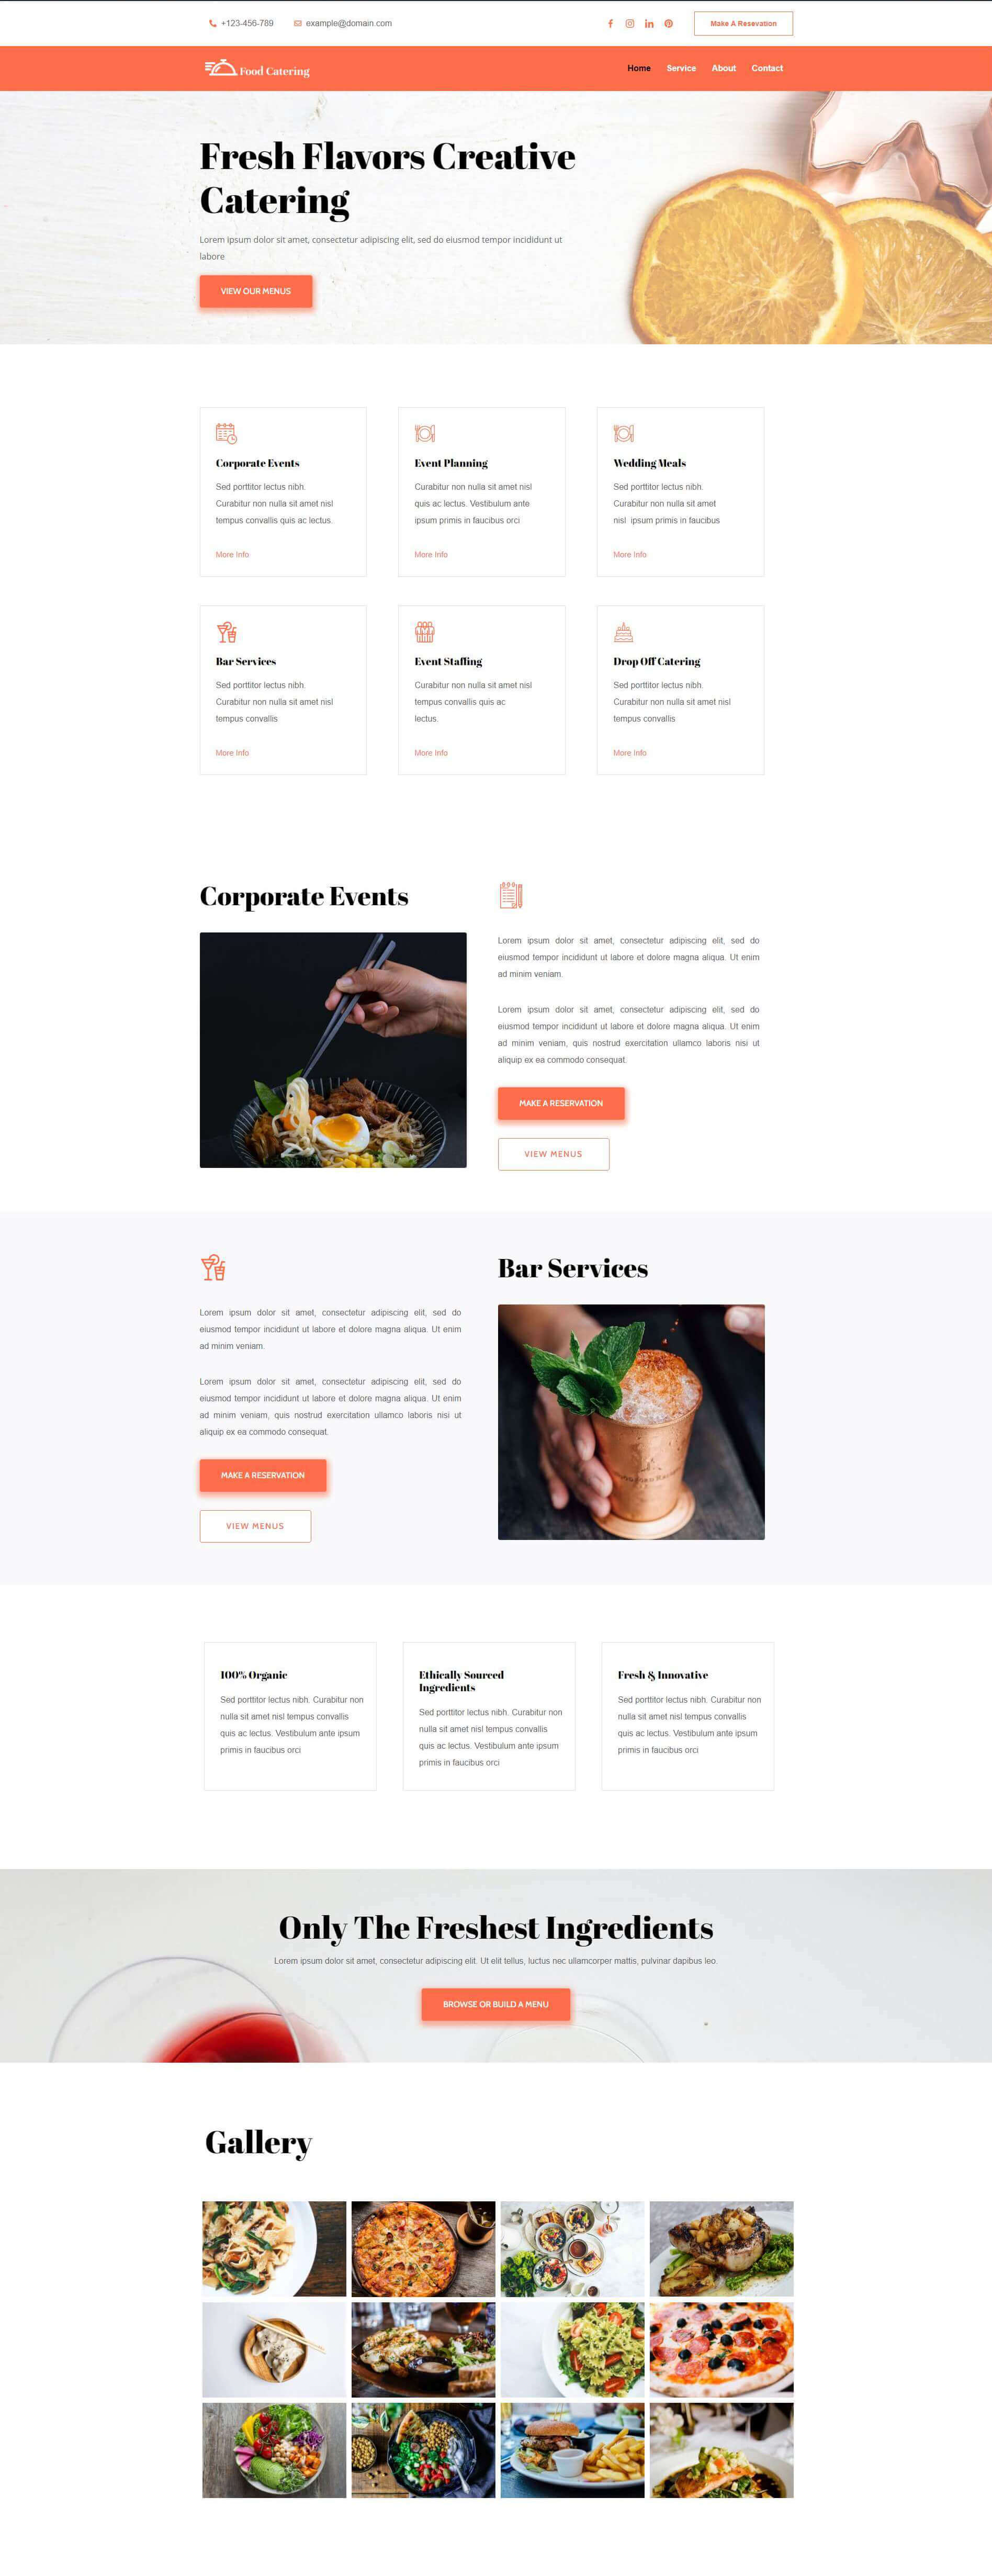 +123-456-789
example@domain.com
Make A Resevation
Food Catering
Home
Service
About
Contact
Fresh Flavors Creative
Catering
Lorem ipsum dolor sit amet, consectetur adipiscing elit, sed do eiusmod tempor incididunt ut
labore
VIEW OUR MENUS
Corporate Events
Sed porttitor lectus nibh.
Curabitur non nulla sit amet nisl
tempus convallis quis ac lectus.
More Info
Event Planning
Curabitur non nulla sit amet nisl
quis ac lectus. Vestibulum ante
ipsum primis in faucibus orci
More Info
Wedding Meals
Sed porttitor lectus nibh.
Curabitur non nulla sit amet
nisl ipsum primis in faucibus
More Info
Bar Services
Sed porttitor lectus nibh.
Curabitur non nulla sit amet nisl
tempus convallis
More Info
Event Staffing
Curabitur non nulla sit amet nisl
tempus convallis quis ac
lectus.
More Info
Drop Off Catering
Sed porttitor lectus nibh.
Curabitur non nulla sit amet nisl
tempus convallis
More Info
Corporate Events
Lorem ipsum dolor sit amet, consectetur adipiscing elit, sed do
eiusmod tempor incididunt ut labore et dolore magna aliqua. Ut enim
ad minim veniam.
Lorem ipsum dolor sit amet, consectetur adipiscing elit, sed do
eiusmod tempor incididunt ut labore et dolore magna aliqua. Ut enim
ad minim veniam, quis nostrud exercitation ullamco laboris nisi ut
aliquip ex ea commodo consequat.
MAKE A RESERVATION
VIEW MENUS
Bar Services
Lorem ipsum dolor sit amet, consectetur adipiscing elit, sed do
eiusmod tempor incididunt ut labore et dolore magna aliqua. Ut enim
ad minim veniam.
Lorem ipsum dolor sit amet, consectetur adipiscing elit, sed do
eiusmod tempor incididunt ut labore et dolore magna aliqua. Ut enim
ad minim veniam, quis nostrud exercitation ullamco laboris nisi ut
aliquip ex ea commodo consequat.
MAKE A RESERVATION
VIEW MENUS
100% Organic
Sed porttitor lectus nibh. Curabitur non
nulla sit amet nisl tempus convallis
quis ac lectus. Vestibulum ante ipsum
primis in faucibus orci
Ethically Sourced
Ingredients
Sed porttitor lectus nibh. Curabitur non
nulla sit amet nisl tempus convallis
quis ac lectus. Vestibulum ante ipsum
primis in faucibus orci
Fresh & Innovative
Sed porttitor lectus nibh. Curabitur non
nulla sit amet nisl tempus convallis
quis ac lectus. Vestibulum ante ipsum
primis in faucibus orci
Only The Freshest Ingredients
Lorem ipsum dolor sit amet, consectetur adipiscing elit. Ut elit tellus, luctus nec ullamcorper mattis, pulvinar dapibus leo.
BROWSE OR BUILD A MENU
Gallery